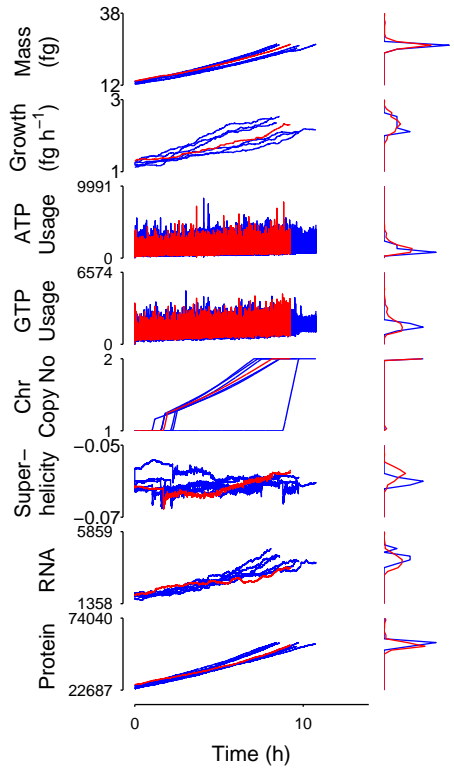 38
Mass
(fg)
12
3
Growth
(fg h⁻¹)
1
9991
ATP
Usage
0
6574
GTP
Usage
0
2
Chr
Copy No
1
−0.05
Super−
helicity
−0.07
5859
RNA
1358
74040
Protein
22687
0 10
Time (h)